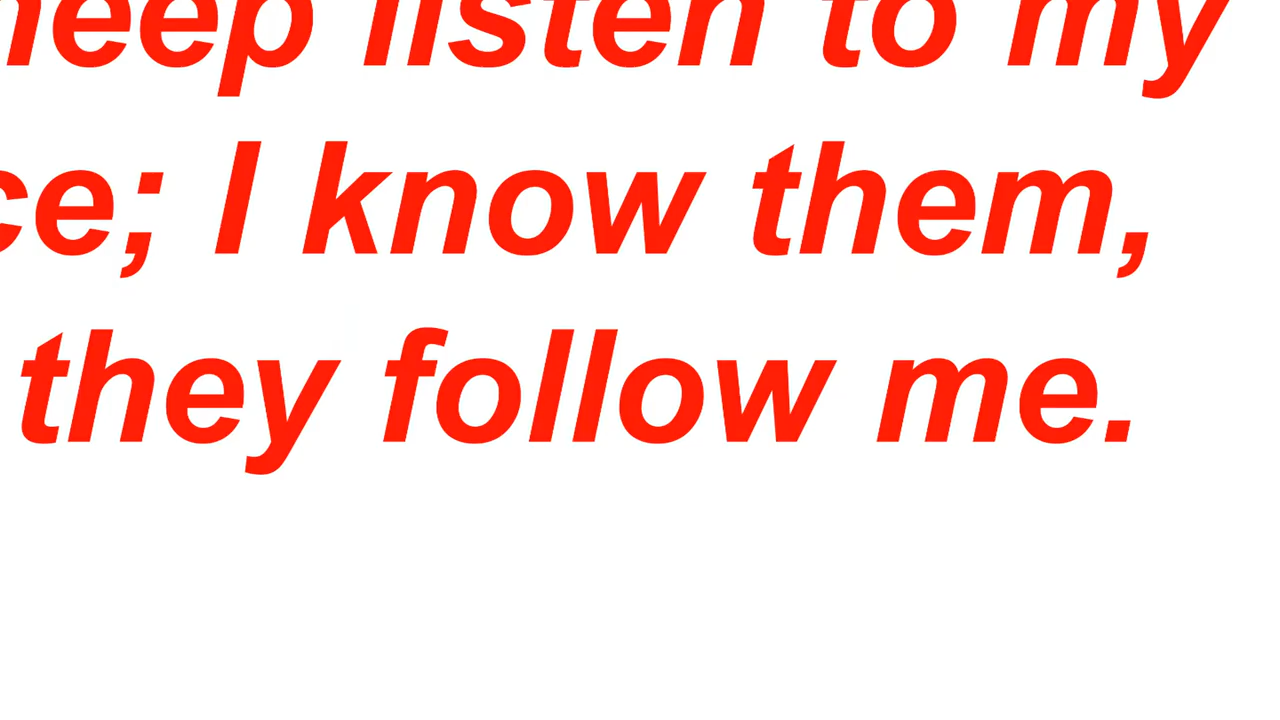 heep listen to my
ce; I know them,
they follow me.